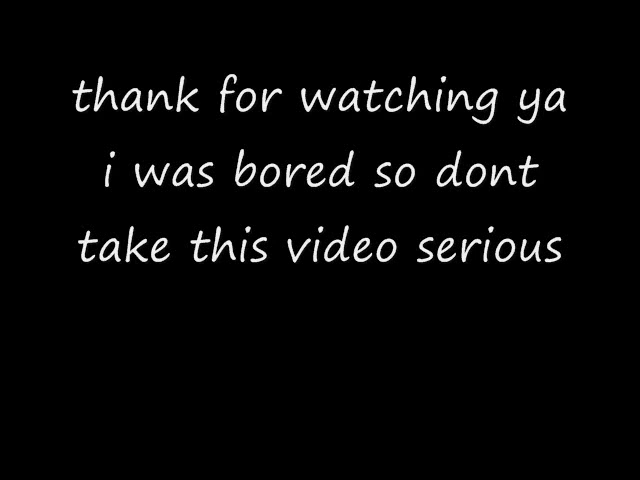 thank for watching ya
i was bored so dont
take this video serious